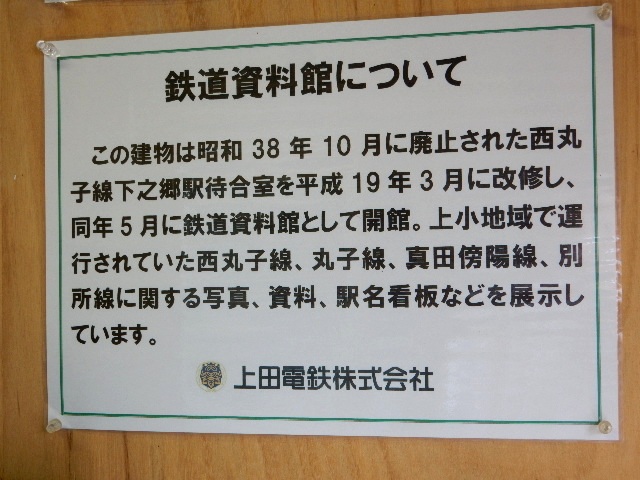 鉄道資料館について
この建物は昭和 38 年 10 月に廃止された西丸
子線下之郷駅待合室を平成 19 年 3 月に改修し、
同年 5 月に鉄道資料館として開館。上小地域で運
行されていた西丸子線、丸子線、真田傍陽線、別
所線に関する写真、資料、駅名看板などを展示し
ています。
上田電鉄株式会社